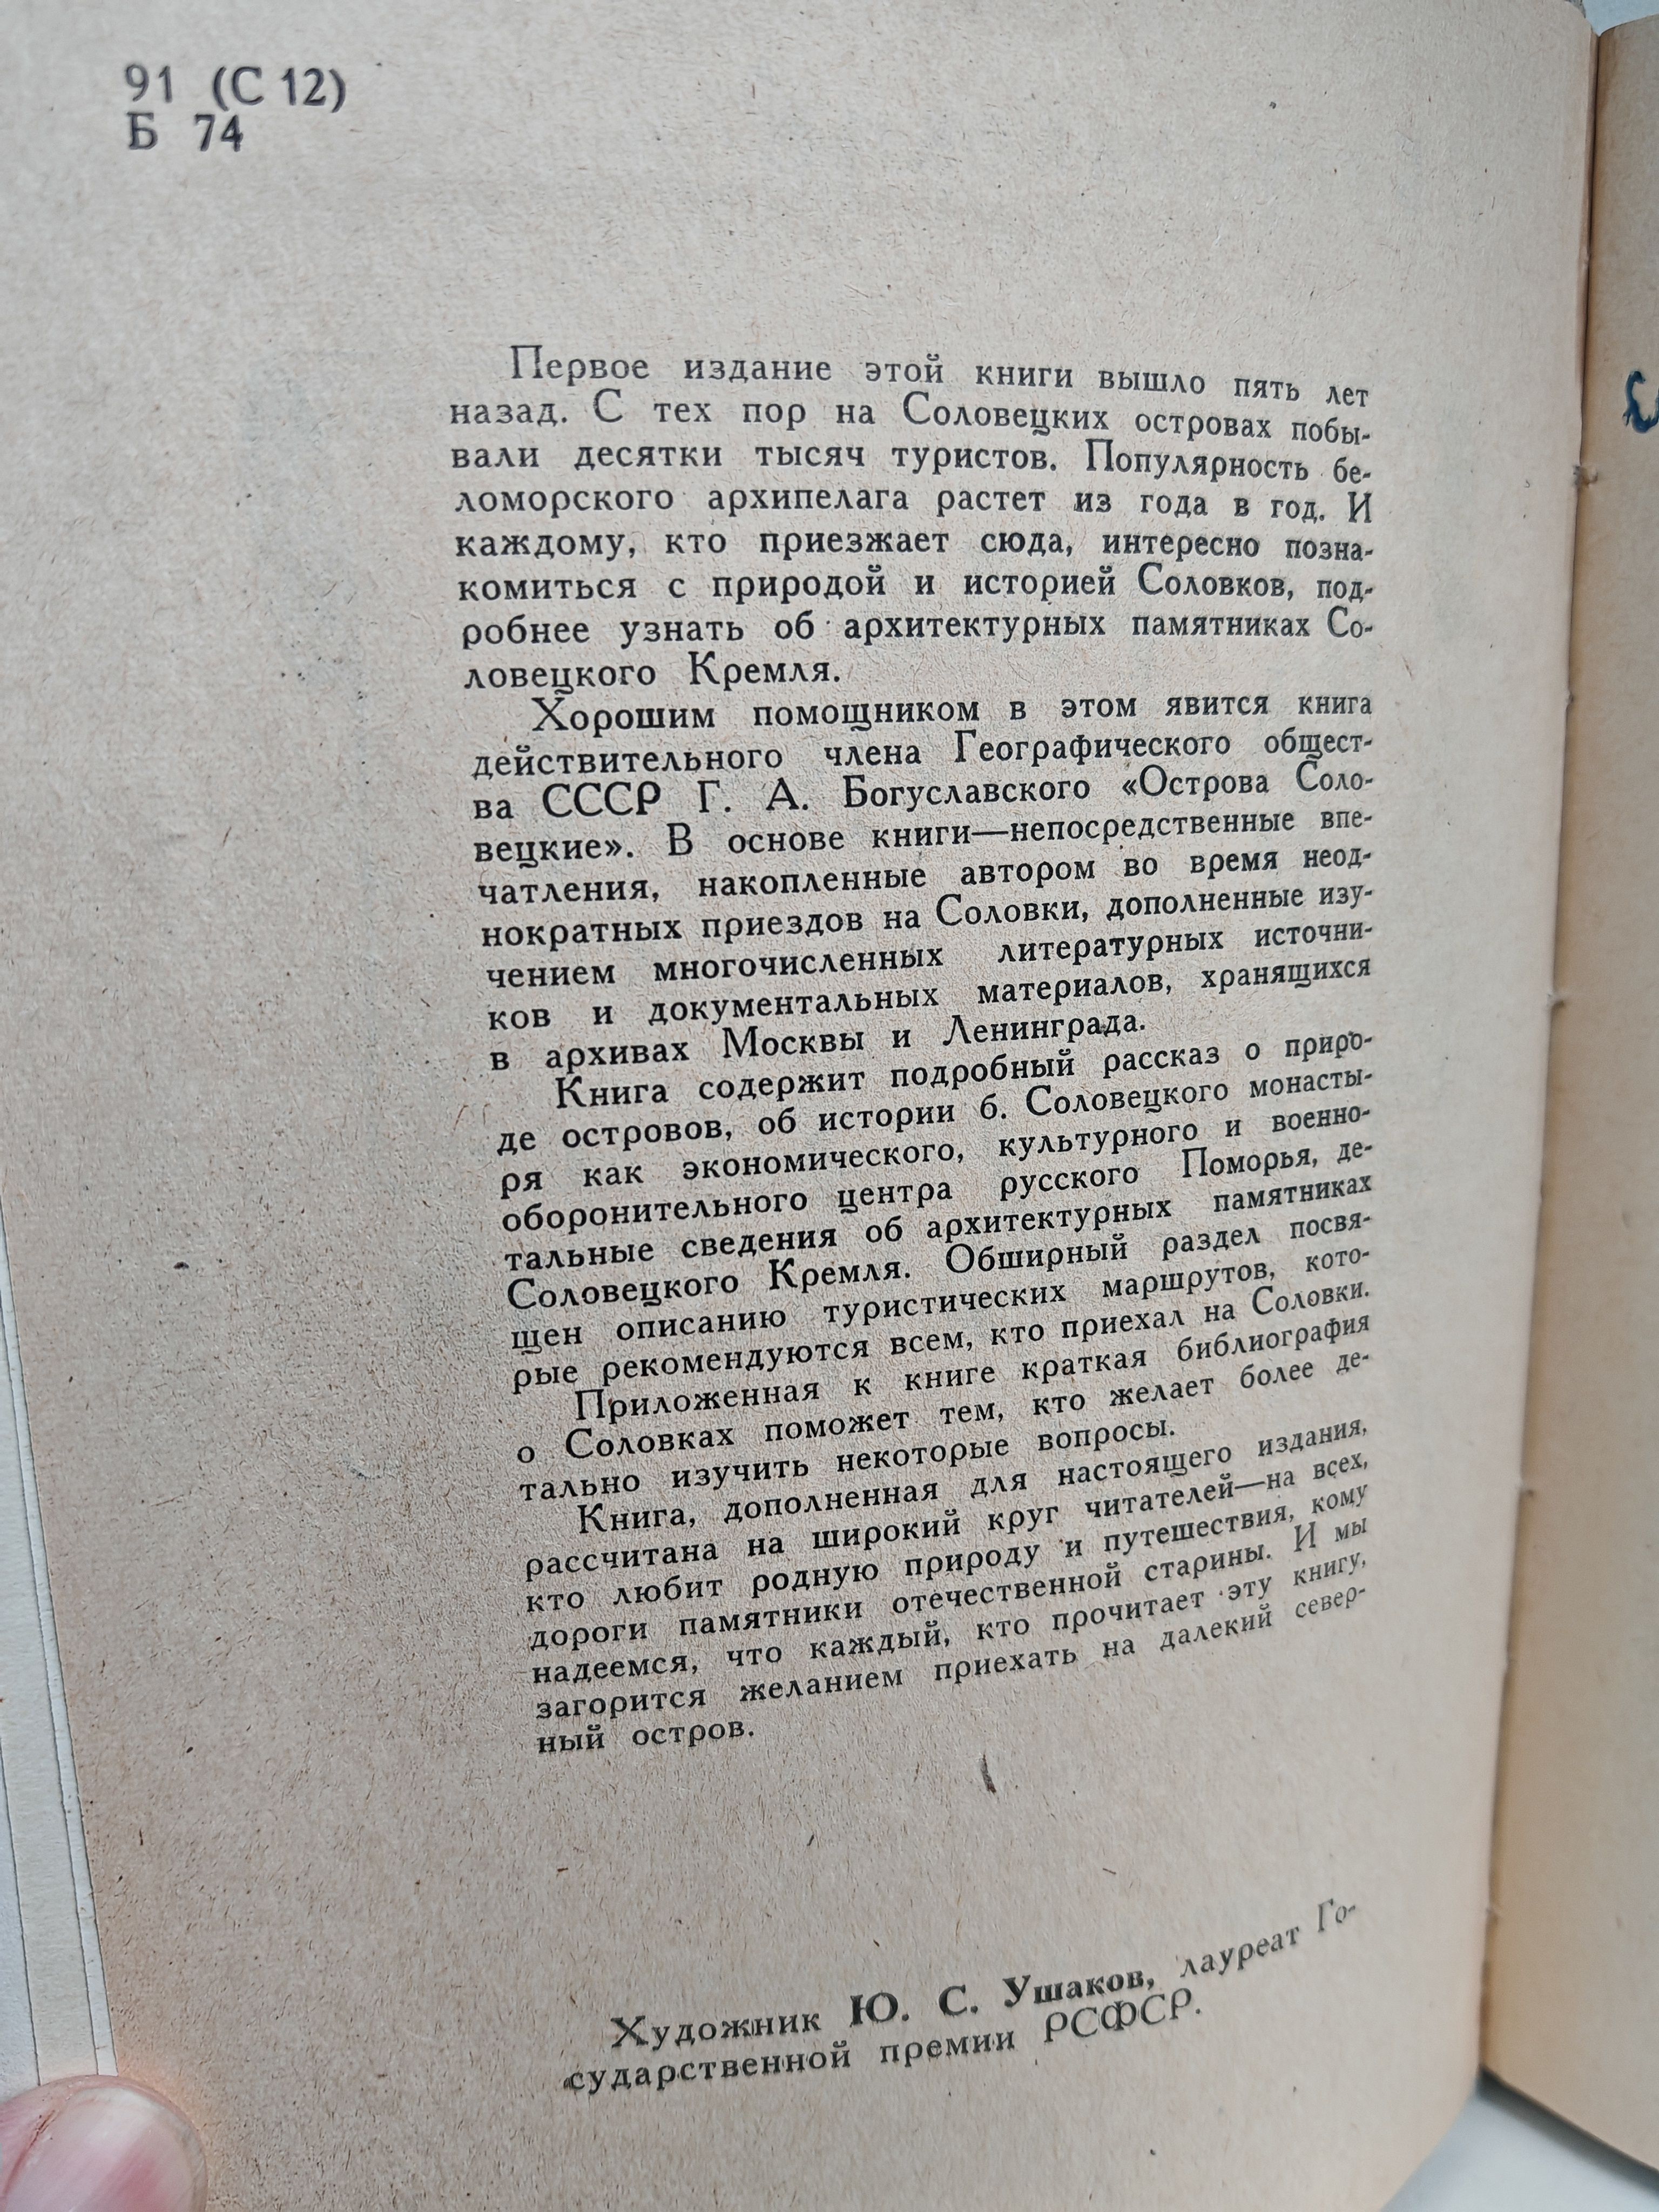 91 (С 12)
Б 74
Первое издание этой книги вышло пять лет
назад. С тех пор на Соловецких островах побы-
вали десятки тысяч туристов. Популярность бе-
ломорского архипелага растет из года в год. И
каждому, кто приезжает сюда, интересно позна-
комиться с природой и историей Соловков, под-
робнее узнать об архитектурных памятниках Со-
ловецкого Кремля.
Хорошим помощником в этом явится книга
действительного члена Географического общест-
ва СССР Г. А. Богуславского «Острова Соло-
вецкие». В основе книги—непосредственные впе-
чатления, накопленные автором во время неод-
нократных приездов на Соловки, дополненные изу-
чением многочисленных литературных источни-
ков и документальных материалов, хранящихся
в архивах Москвы и Ленинграда.
Книга содержит подробный рассказ о приро-
де островов, об истории б. Соловецкого монасты-
ря как экономического, культурного и военно-
оборонительного центра русского Поморья, де-
тальные сведения об архитектурных памятниках
Соловецкого Кремля. Обширный раздел посвя-
щен описанию туристических маршрутов, кото-
рые рекомендуются всем, кто приехал на Соловки.
Приложенная к книге краткая библиография
о Соловках поможет тем, кто желает более де-
тально изучить некоторые вопросы.
Книга, дополненная для настоящего издания,
рассчитана на широкий круг читателей—на всех,
кто любит родную природу и путешествия, кому
дороги памятники отечественной старины. И мы
надеемся, что каждый, кто прочитает эту книгу,
загорится желанием приехать на далекий север-
ный остров.
Художник Ю. С. Ушаков, лауреат Го-
сударственной премии РСФСР.